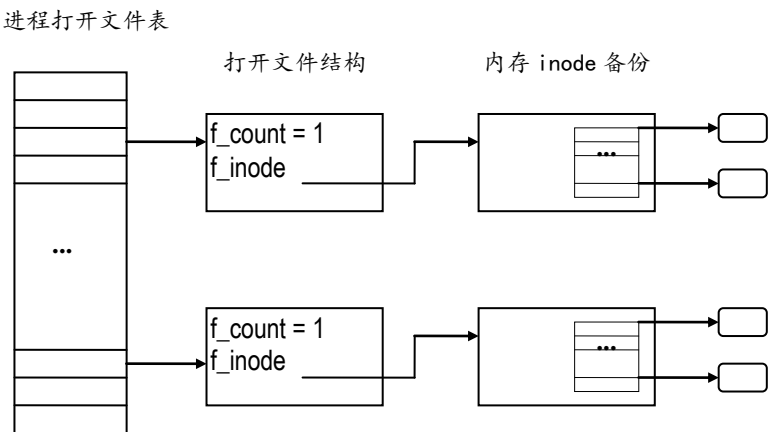 进程打开文件表
打开文件结构
内存 inode 备份
f_count = 1
f_inode
...
...
f_count = 1
f_inode
...